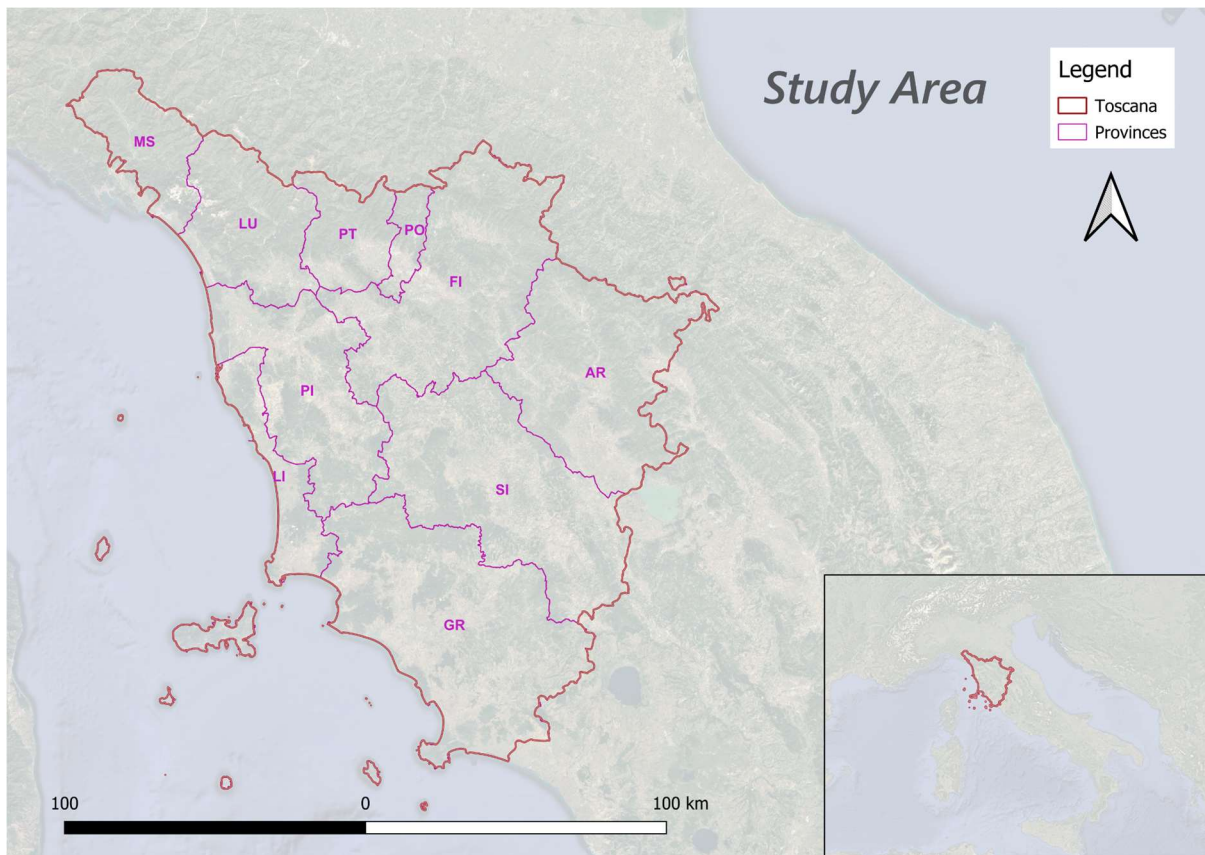 Study Area
Legend
Toscana
Provinces
MS
LU
PT
PO
FI
AR
PI
LI
SI
GR
100 0 100 km